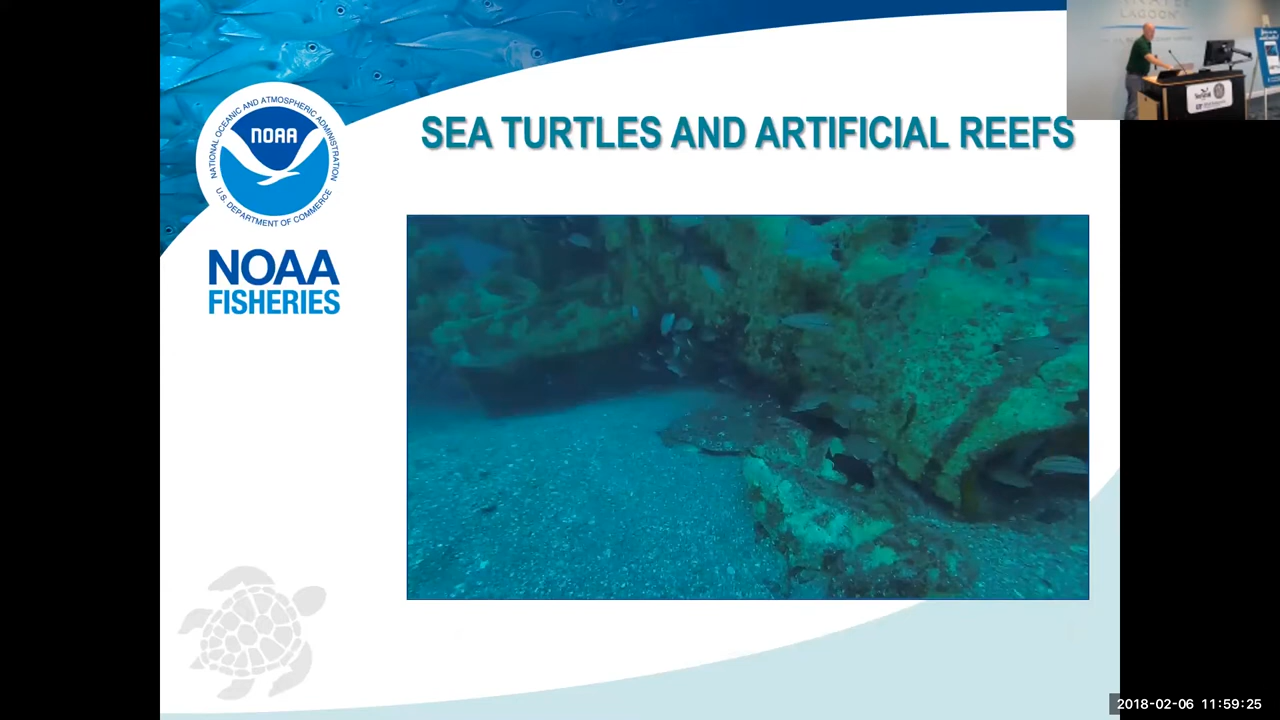 LAGOON
NATIONAL OCEANIC AND ATMOSPHERIC ADMINISTRATION
NOAA
U.S. DEPARTMENT OF COMMERCE
SEA TURTLES AND ARTIFICIAL REEFS
NOAA
FISHERIES
2018-02-06 11:59:25